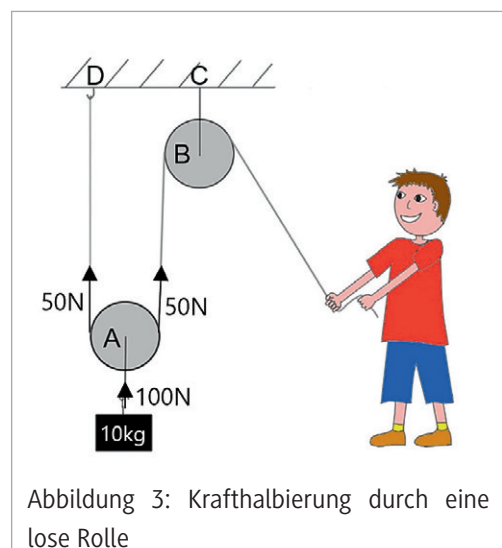 D C
B
50N 50N
A
100N
10kg
Abbildung 3: Krafthalbierung durch eine
lose Rolle